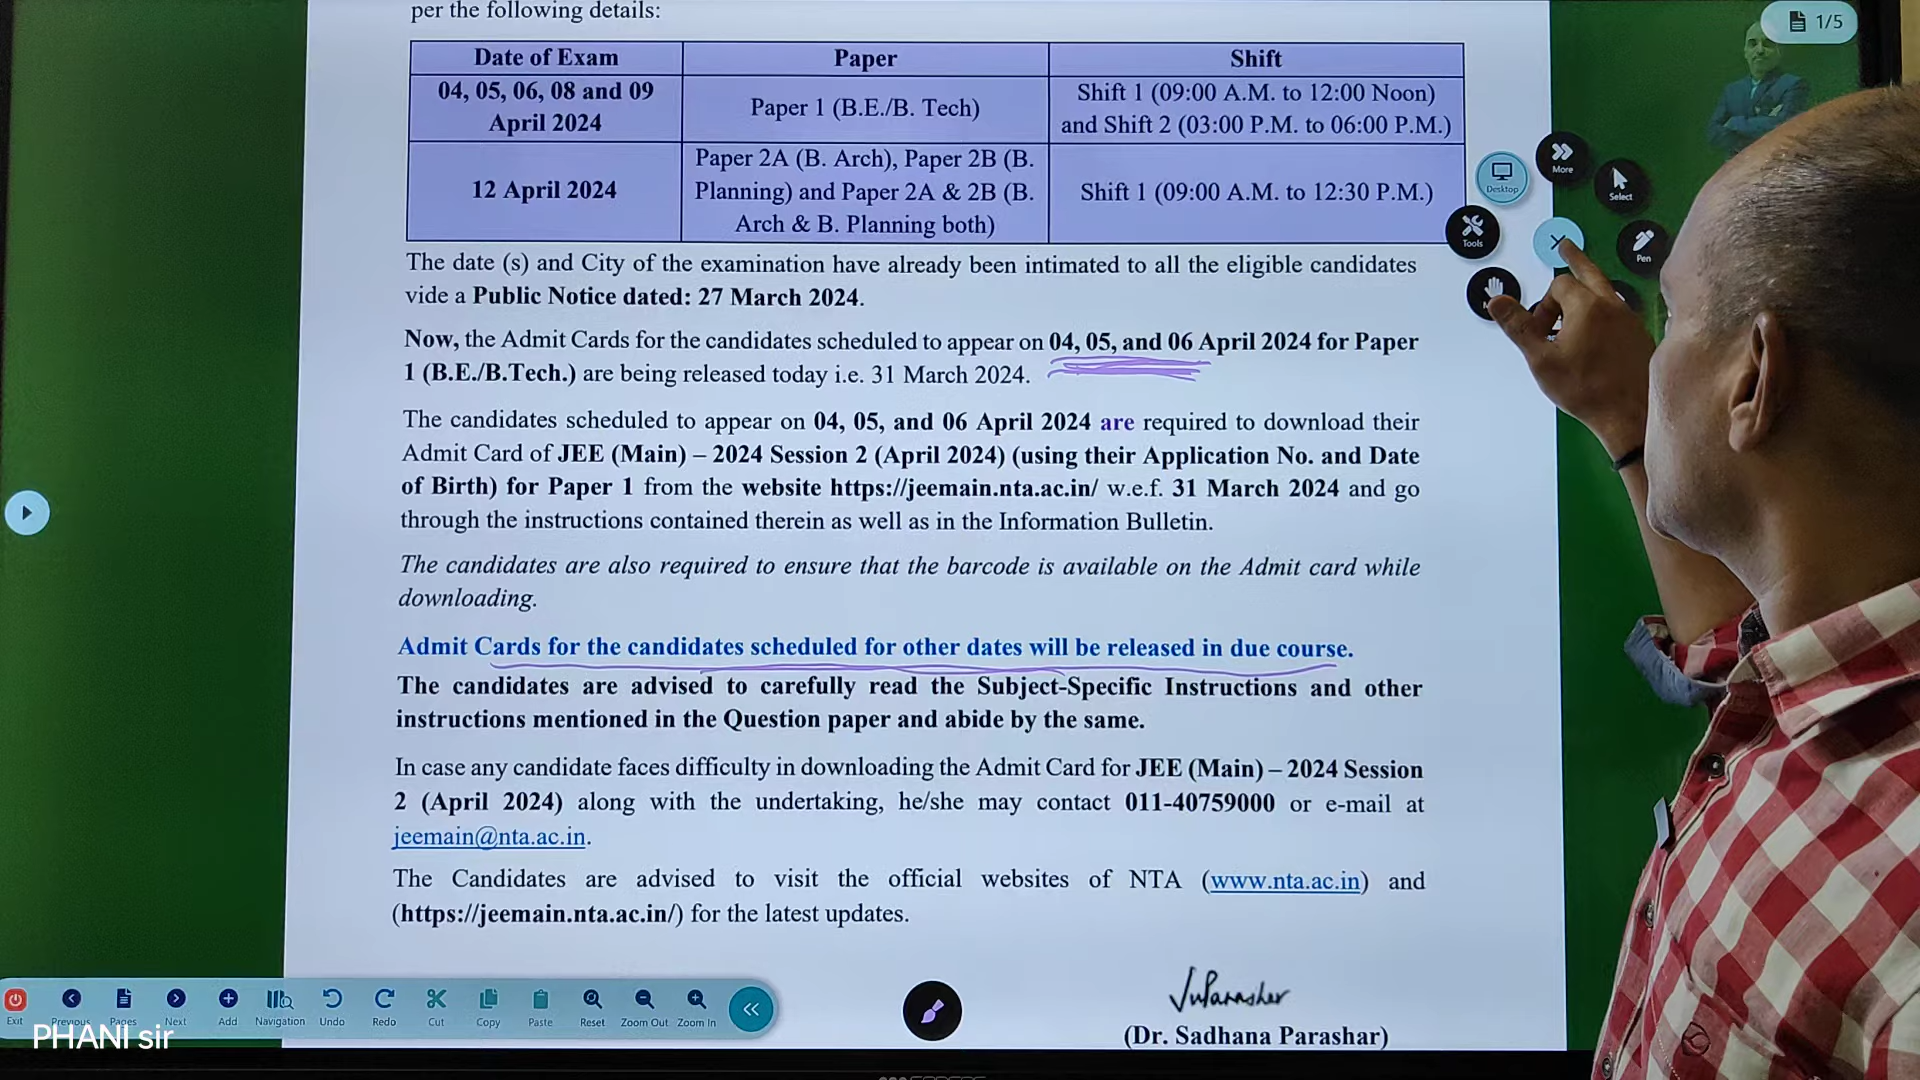 per the following details:
1/5
Date of Exam Paper Shift
04, 05, 06, 08 and 09
April 2024
Paper 1 (B.E./B. Tech)
Shift 1 (09:00 A.M. to 12:00 Noon)
and Shift 2 (03:00 P.M. to 06:00 P.M.)
12 April 2024
Paper 2A (B. Arch), Paper 2B (B.
Planning) and Paper 2A & 2B (B.
Arch & B. Planning both)
Shift 1 (09:00 A.M. to 12:30 P.M.)
More
Desktop
Select
Tools
Pen
The date (s) and City of the examination have already been intimated to all the eligible candidates
vide a Public Notice dated: 27 March 2024.
Now, the Admit Cards for the candidates scheduled to appear on 04, 05, and 06 April 2024 for Paper
1 (B.E./B.Tech.) are being released today i.e. 31 March 2024.
The candidates scheduled to appear on 04, 05, and 06 April 2024 are required to download their
Admit Card of JEE (Main) – 2024 Session 2 (April 2024) (using their Application No. and Date
of Birth) for Paper 1 from the website https://jeemain.nta.ac.in/ w.e.f. 31 March 2024 and go
through the instructions contained therein as well as in the Information Bulletin.
The candidates are also required to ensure that the barcode is available on the Admit card while
downloading.
Admit Cards for the candidates scheduled for other dates will be released in due course.
The candidates are advised to carefully read the Subject-Specific Instructions and other
instructions mentioned in the Question paper and abide by the same.
In case any candidate faces difficulty in downloading the Admit Card for JEE (Main) – 2024 Session
2 (April 2024) along with the undertaking, he/she may contact 011-40759000 or e-mail at
jeemain@nta.ac.in.
The Candidates are advised to visit the official websites of NTA (www.nta.ac.in) and
(https://jeemain.nta.ac.in/) for the latest updates.
(Dr. Sadhana Parashar)
Exit Previous Pages Next Add Navigation Undo Redo Cut Copy Paste Reset Zoom Out Zoom In
PHANI sir